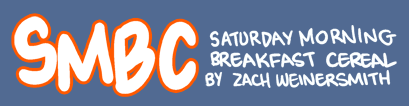 SMBC
SATURDAY MORNING
BREAKFAST CEREAL
BY ZACH WEINERSMITH